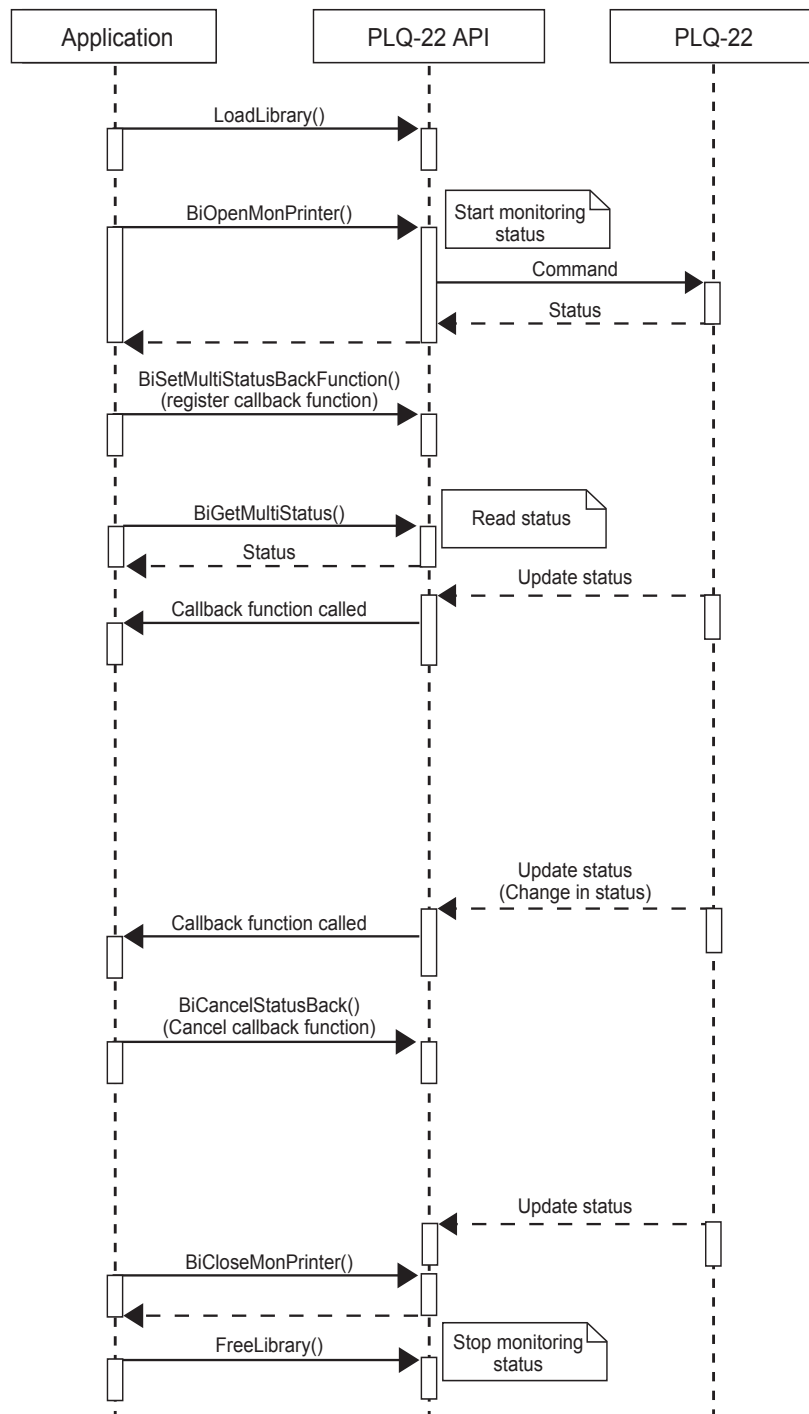 Application
PLQ-22 API
PLQ-22
LoadLibrary()
BiOpenMonPrinter()
Start monitoring
status
Command
Status
BiSetMultiStatusBackFunction()
(register callback function)
BiGetMultiStatus()
Read status
Status
Update status
Callback function called
Update status
(Change in status)
Callback function called
BiCancelStatusBack()
(Cancel callback function)
Update status
BiCloseMonPrinter()
FreeLibrary()
Stop monitoring
status